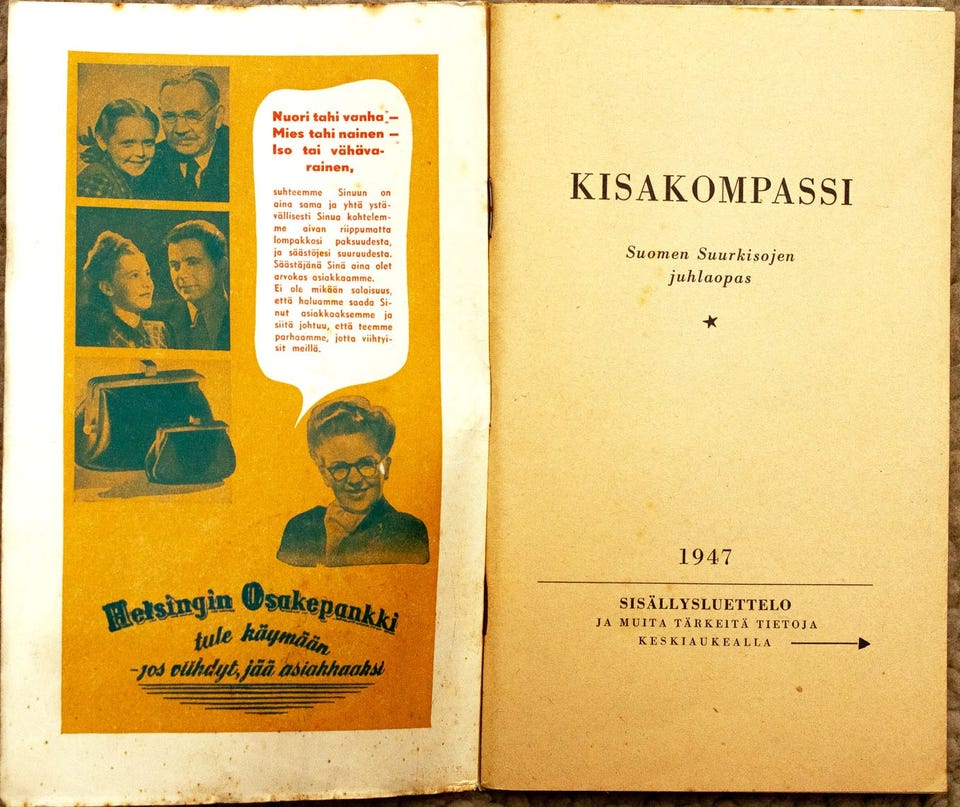 Nuori tahi vanha –
Mies tahi nainen –
Iso tai vähäva-
rainen,
suhteemme Sinuun on
aina sama ja yhtä ystä-
vällisesti Sinua kohtelem-
me aivan riippumatta
lompakkosi paksuudesta,
ja säästöjesi suuruudesta.
Säästäjänä Sinä aina olet
arvokas asiakkaamme.
Ei ole mikään salaisuus,
että haluamme saada Si-
nut asiakkaaksemme ja
siitä johtuu, että teemme
parhaamme, jotta viihtyi-
sit meillä.
Helsingin Osakepankki
tule käymään
-jos viihdyt, jää asiakkaaksi
KISAKOMPASSI
Suomen Suurkisojen
juhlaopas
1947
SISÄLLYSLUETTELO
JA MUITA TÄRKEITÄ TIETOJA
KESKIAUKEALLA